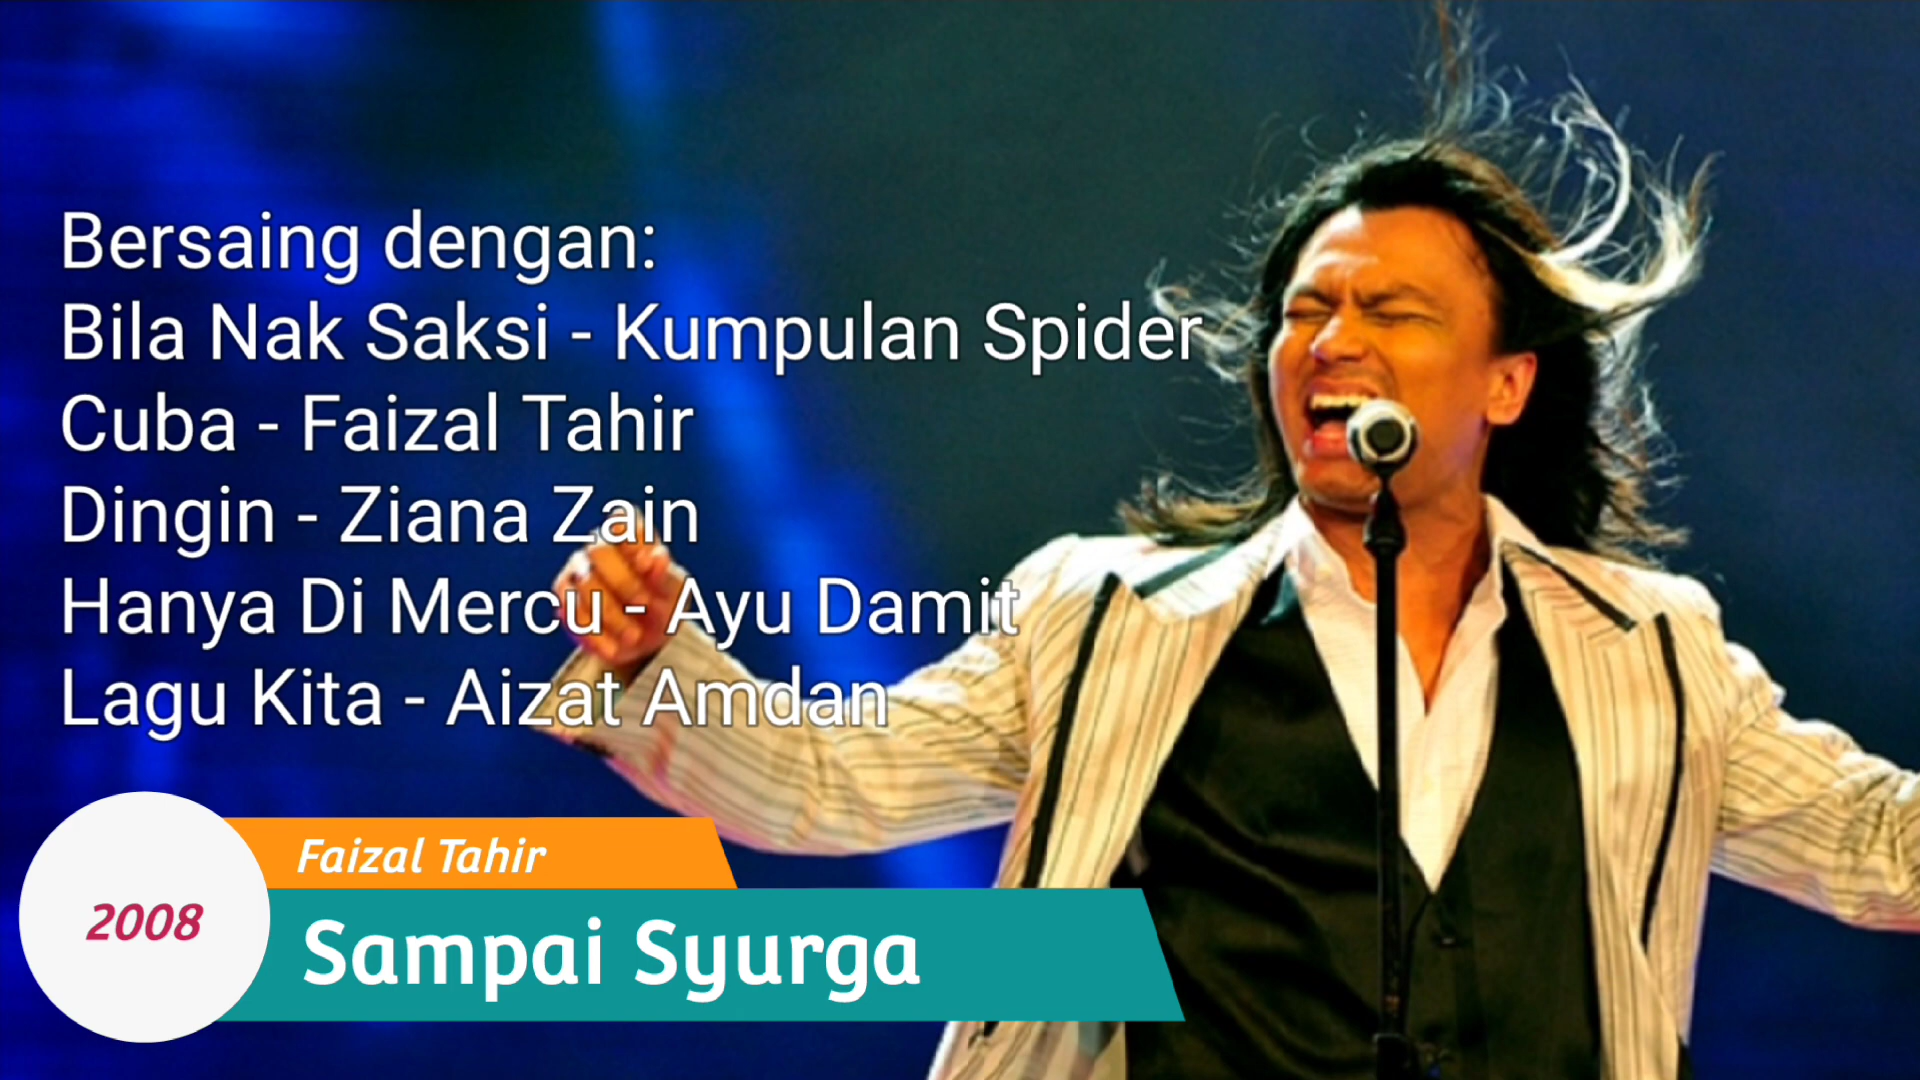 Bersaing dengan:
Bila Nak Saksi - Kumpulan Spider
Cuba - Faizal Tahir
Dingin - Ziana Zain
Hanya Di Mercu - Ayu Damit
Lagu Kita - Aizat Amdan
Faizal Tahir
2008
Sampai Syurga